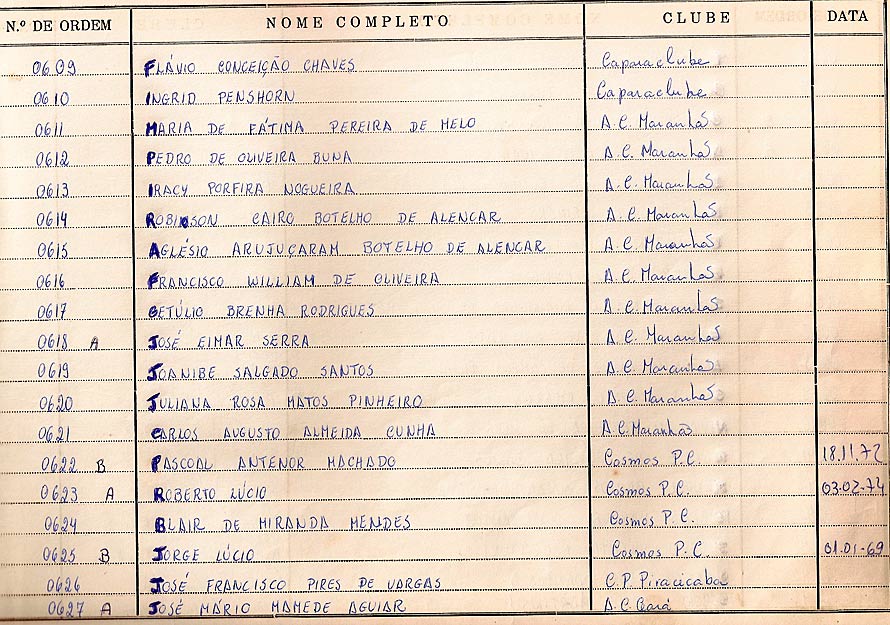 N.º DE ORDEM NOME COMPLETO CLUBE DATA
0609 FLÁVIO CONCEIÇÃO CHAVES Caparaclube
0610 INGRID PENSHORN Caparaclube
0611 MARIA DE FÁTIMA PEREIRA DE MELO A.C. Maranhão
0612 PEDRO DE OLIVEIRA BUNA A.C. Maranhão
0613 IRACY PORFIRA NOGUEIRA A.C. Maranhão
0614 ROBINSON CAIRO BOTELHO DE ALENCAR A.C. Maranhão
0615 AGLÉSIO ARUJUÇARAM BOTELHO DE ALENCAR A.C. Maranhão
0616 FRANCISCO WILLIAM DE OLIVEIRA A.C. Maranhão
0617 GETÚLIO BRENHA RODRIGUES A.C. Maranhão
0618 A JOSÉ EIMAR SERRA A.C. Maranhão
0619 JOANIBE SALGADO SANTOS A.C. Maranhão
0620 JULIANA ROSA MATOS PINHEIRO A.C. Maranhão
0621 CARLOS AUGUSTO ALMEIDA CUNHA A.C. Maranhão
0622 B PASCOAL ANTENOR MACHADO Cosmos P.C. 18.11.72
0623 A ROBERTO LÚCIO Cosmos P.C. 03-02-74
0624 BLAIR DE MIRANDA MENDES Cosmos P.C.
0625 B JORGE LÚCIO Cosmos P.C 01-01-69
0626 JOSÉ FRANCISCO PIRES DE VARGAS C.P. Piracicaba
0627 A JOSÉ MÁRIO MAMEDE AGUIAR A.C. Ceará